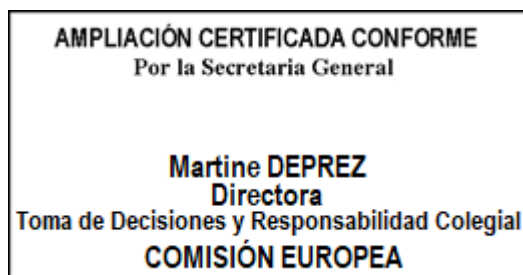 AMPLIACIÓN CERTIFICADA CONFORME
Por la Secretaria General
Martine DEPREZ
Directora
Toma de Decisiones y Responsabilidad Colegial
COMISIÓN EUROPEA